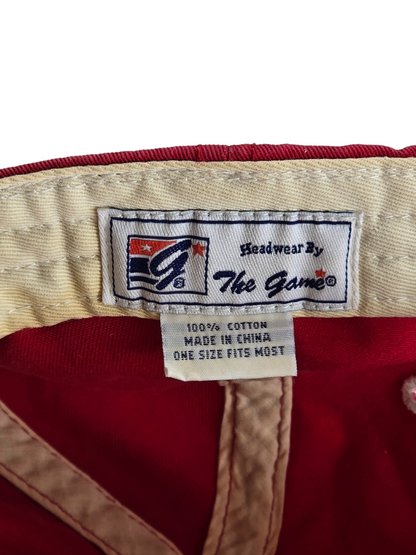 G®
Headwear By
The Game®
100% COTTON
MADE IN CHINA
ONE SIZE FITS MOST